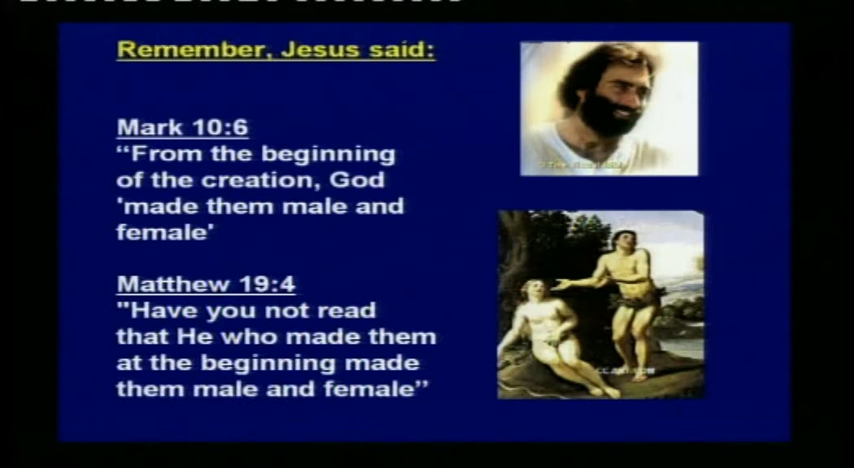 Remember, Jesus said:
Mark 10:6
“From the beginning
of the creation, God
'made them male and
female'
Matthew 19:4
"Have you not read
that He who made them
at the beginning made
them male and female”